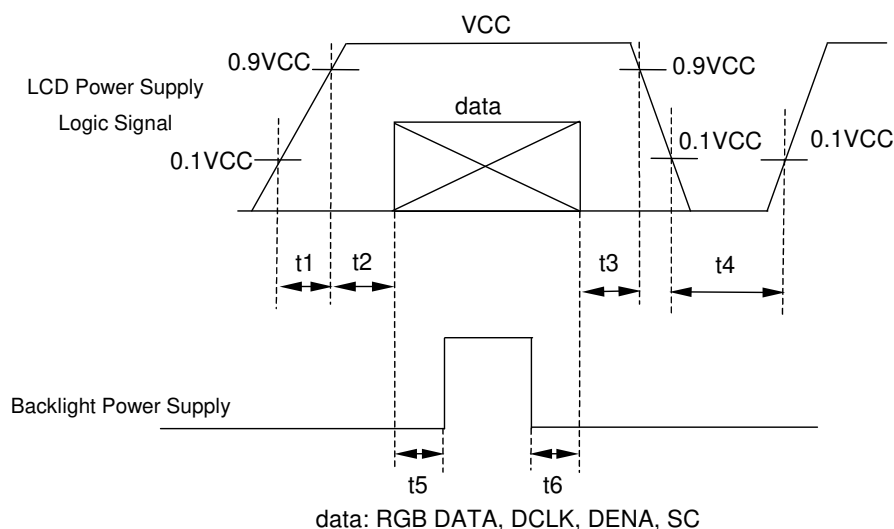 VCC
0.9VCC
0.9VCC
LCD Power Supply
data
Logic Signal
0.1VCC
0.1VCC
0.1VCC
t1
t2
t3
t4
Backlight Power Supply
t5
t6
data: RGB DATA, DCLK, DENA, SC